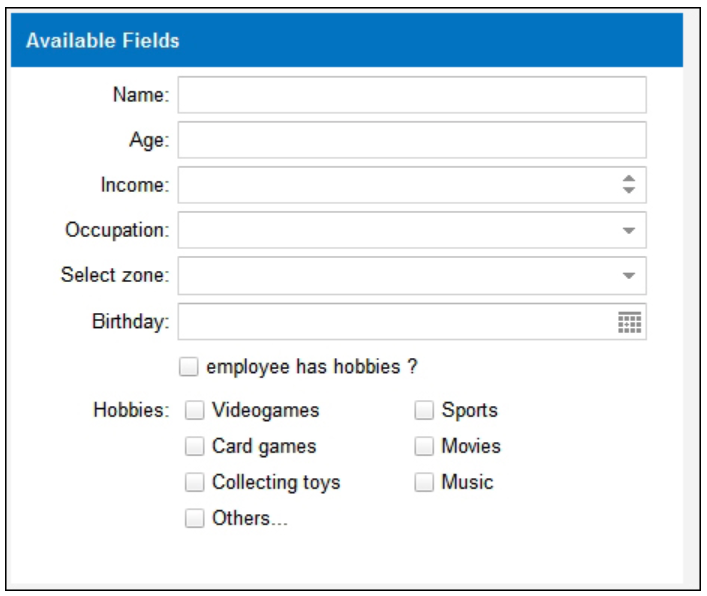 Available Fields
Name:
Age:
Income:
Occupation:
Select zone:
Birthday:
employee has hobbies ?
Hobbies: Videogames Sports
Card games Movies
Collecting toys Music
Others...